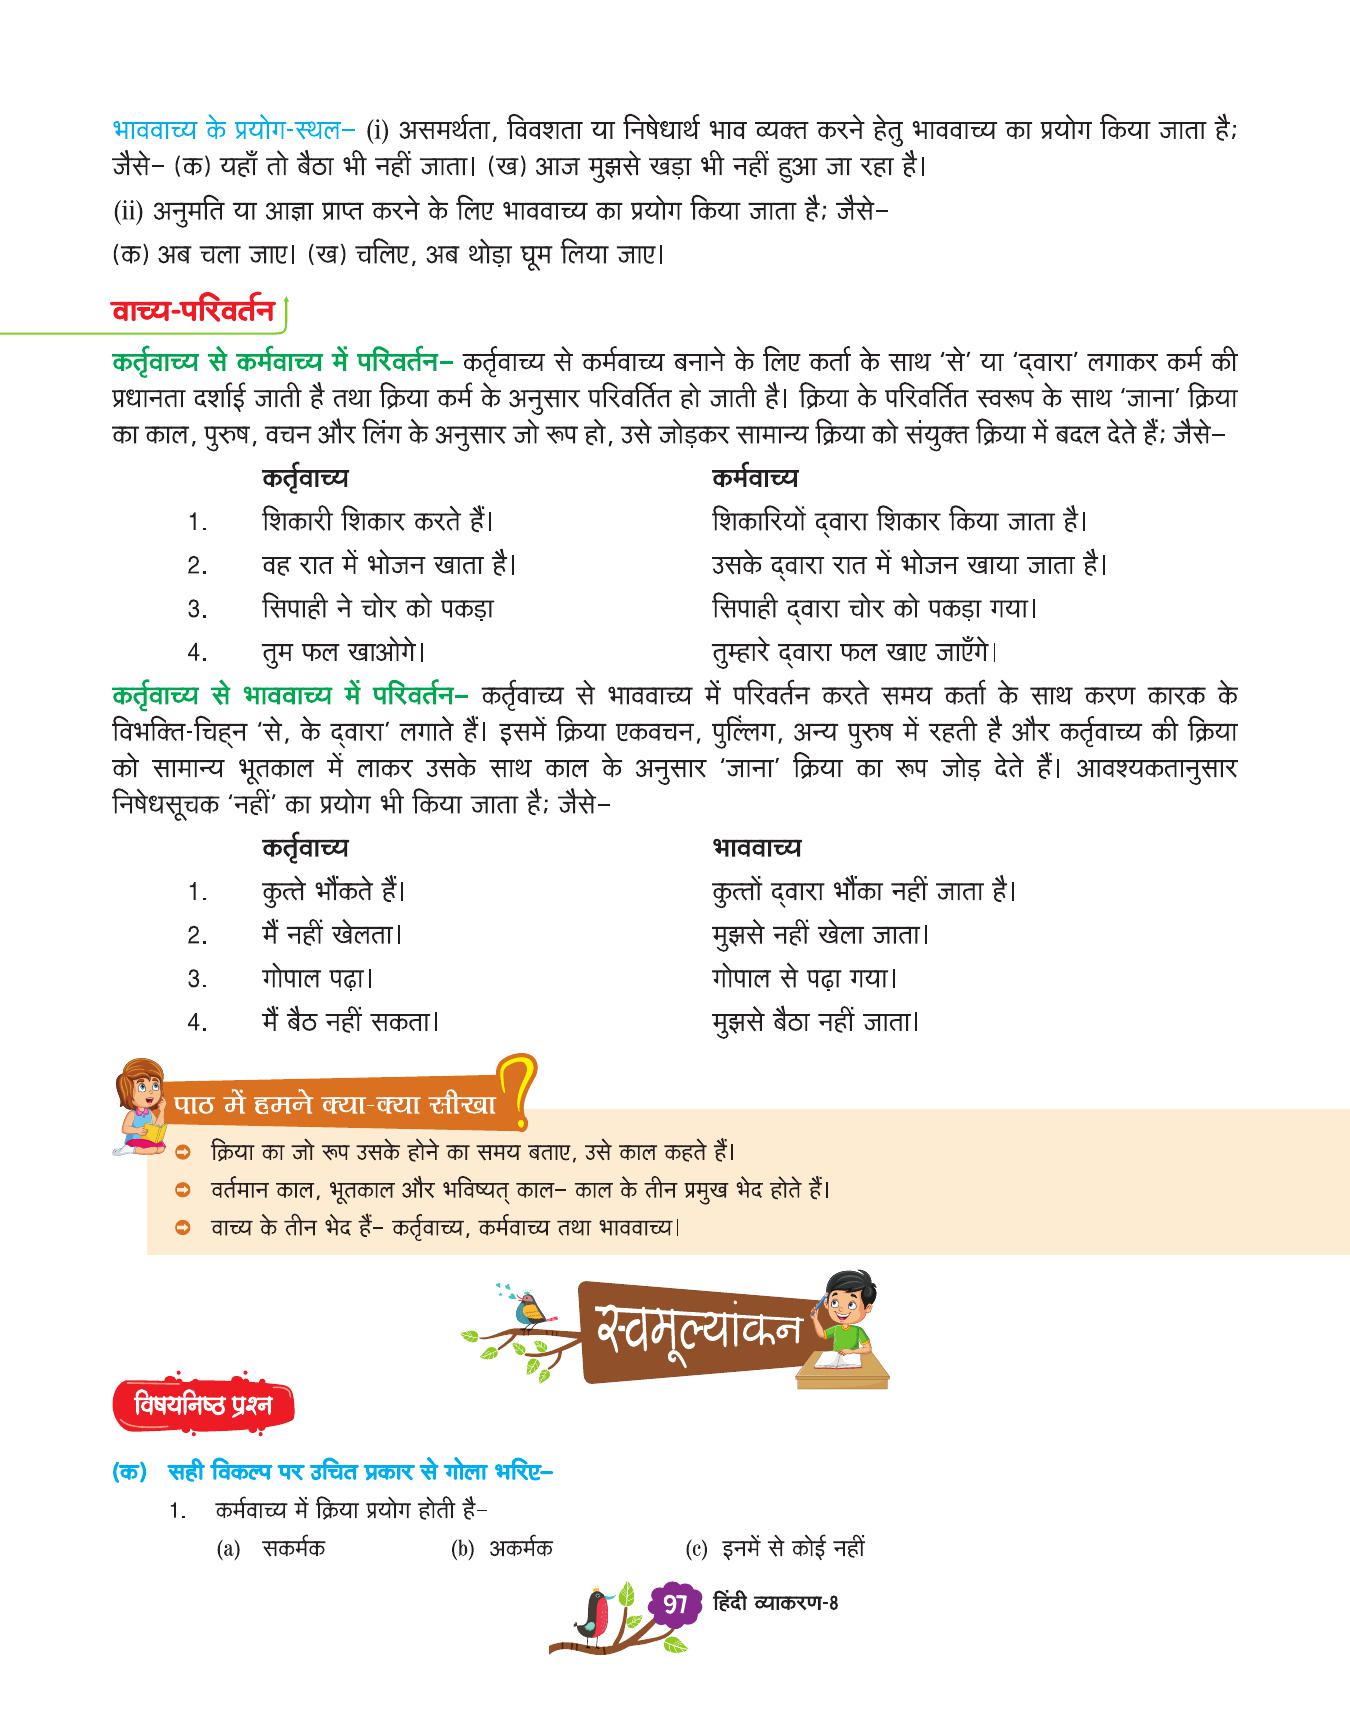 भाववाच्य के प्रयोग-स्थल– (i) असमर्थता, विवशता या निषेधार्थ भाव व्यक्त करने हेतु भाववाच्य का प्रयोग किया जाता है;
जैसे– (क) यहाँ तो बैठा भी नहीं जाता। (ख) आज मुझसे खड़ा भी नहीं हुआ जा रहा है।
(ii) अनुमति या आज्ञा प्राप्त करने के लिए भाववाच्य का प्रयोग किया जाता है; जैसे–
(क) अब चला जाए। (ख) चलिए, अब थोड़ा घूम लिया जाए।
वाच्य-परिवर्तन
कर्तृवाच्य से कर्मवाच्य में परिवर्तन– कर्तृवाच्य से कर्मवाच्य बनाने के लिए कर्ता के साथ ‘से’ या ‘द्वारा’ लगाकर कर्म की
प्रधानता दर्शाई जाती है तथा क्रिया कर्म के अनुसार परिवर्तित हो जाती है। क्रिया के परिवर्तित स्वरूप के साथ ‘जाना’ क्रिया
का काल, पुरुष, वचन और लिंग के अनुसार जो रूप हो, उसे जोड़कर सामान्य क्रिया को संयुक्त क्रिया में बदल देते हैं; जैसे–
कर्तृवाच्य कर्मवाच्य
1. शिकारी शिकार करते हैं। शिकारियों द्वारा शिकार किया जाता है।
2. वह रात में भोजन खाता है। उसके द्वारा रात में भोजन खाया जाता है।
3. सिपाही ने चोर को पकड़ा सिपाही द्वारा चोर को पकड़ा गया।
4. तुम फल खाओगे। तुम्हारे द्वारा फल खाए जाएँगे।
कर्तृवाच्य से भाववाच्य में परिवर्तन– कर्तृवाच्य से भाववाच्य में परिवर्तन करते समय कर्ता के साथ करण कारक के
विभक्ति-चिह्न ‘से, के द्वारा’ लगाते हैं। इसमें क्रिया एकवचन, पुल्लिंग, अन्य पुरुष में रहती है और कर्तृवाच्य की क्रिया
को सामान्य भूतकाल में लाकर उसके साथ काल के अनुसार ‘जाना’ क्रिया का रूप जोड़ देते हैं। आवश्यकतानुसार
निषेधसूचक ‘नहीं’ का प्रयोग भी किया जाता है; जैसे–
कर्तृवाच्य भाववाच्य
1. कुत्ते भौंकते हैं। कुत्तों द्वारा भौंका नहीं जाता है।
2. मैं नहीं खेलता। मुझसे नहीं खेला जाता।
3. गोपाल पढ़ा। गोपाल से पढ़ा गया।
4. मैं बैठ नहीं सकता। मुझसे बैठा नहीं जाता।
पाठ में हमने क्या-क्या सीखा ?
क्रिया का जो रूप उसके होने का समय बताए, उसे काल कहते हैं।
वर्तमान काल, भूतकाल और भविष्यत् काल– काल के तीन प्रमुख भेद होते हैं।
वाच्य के तीन भेद हैं– कर्तृवाच्य, कर्मवाच्य तथा भाववाच्य।
स्वमूल्यांकन
विषयनिष्ठ प्रश्न
(क) सही विकल्प पर उचित प्रकार से गोला भरिए–
1. कर्मवाच्य में क्रिया प्रयोग होती है–
(a) सकर्मक (b) अकर्मक (c) इनमें से कोई नहीं
97 हिंदी व्याकरण-8